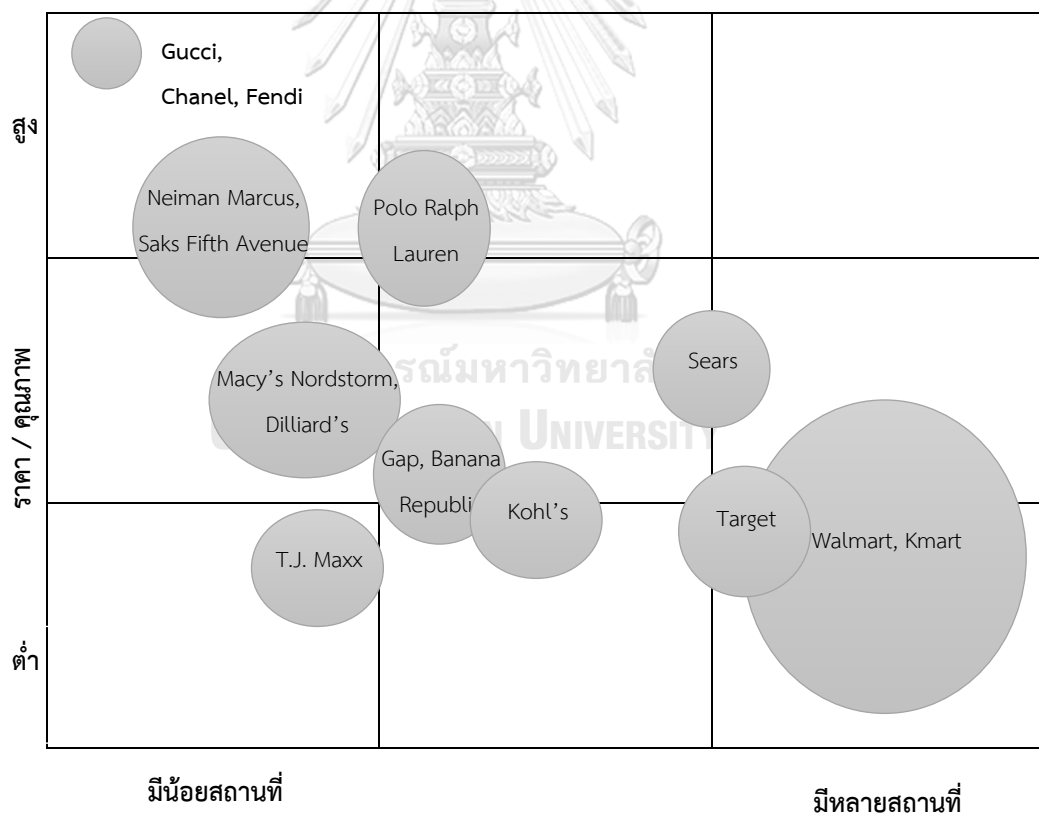 Gucci,
Chanel, Fendi
สูง
Neiman Marcus,
Saks Fifth Avenue
Polo Ralph
Lauren
ราคา / คุณภาพ
Sears
Macy's Nordstorm,
Dilliard's
Gap, Banana
Republi
Kohl's
Target
Walmart, Kmart
T.J. Maxx
ต่ำ
UNIVERSITY
มีน้อยสถานที่
มีหลายสถานที่